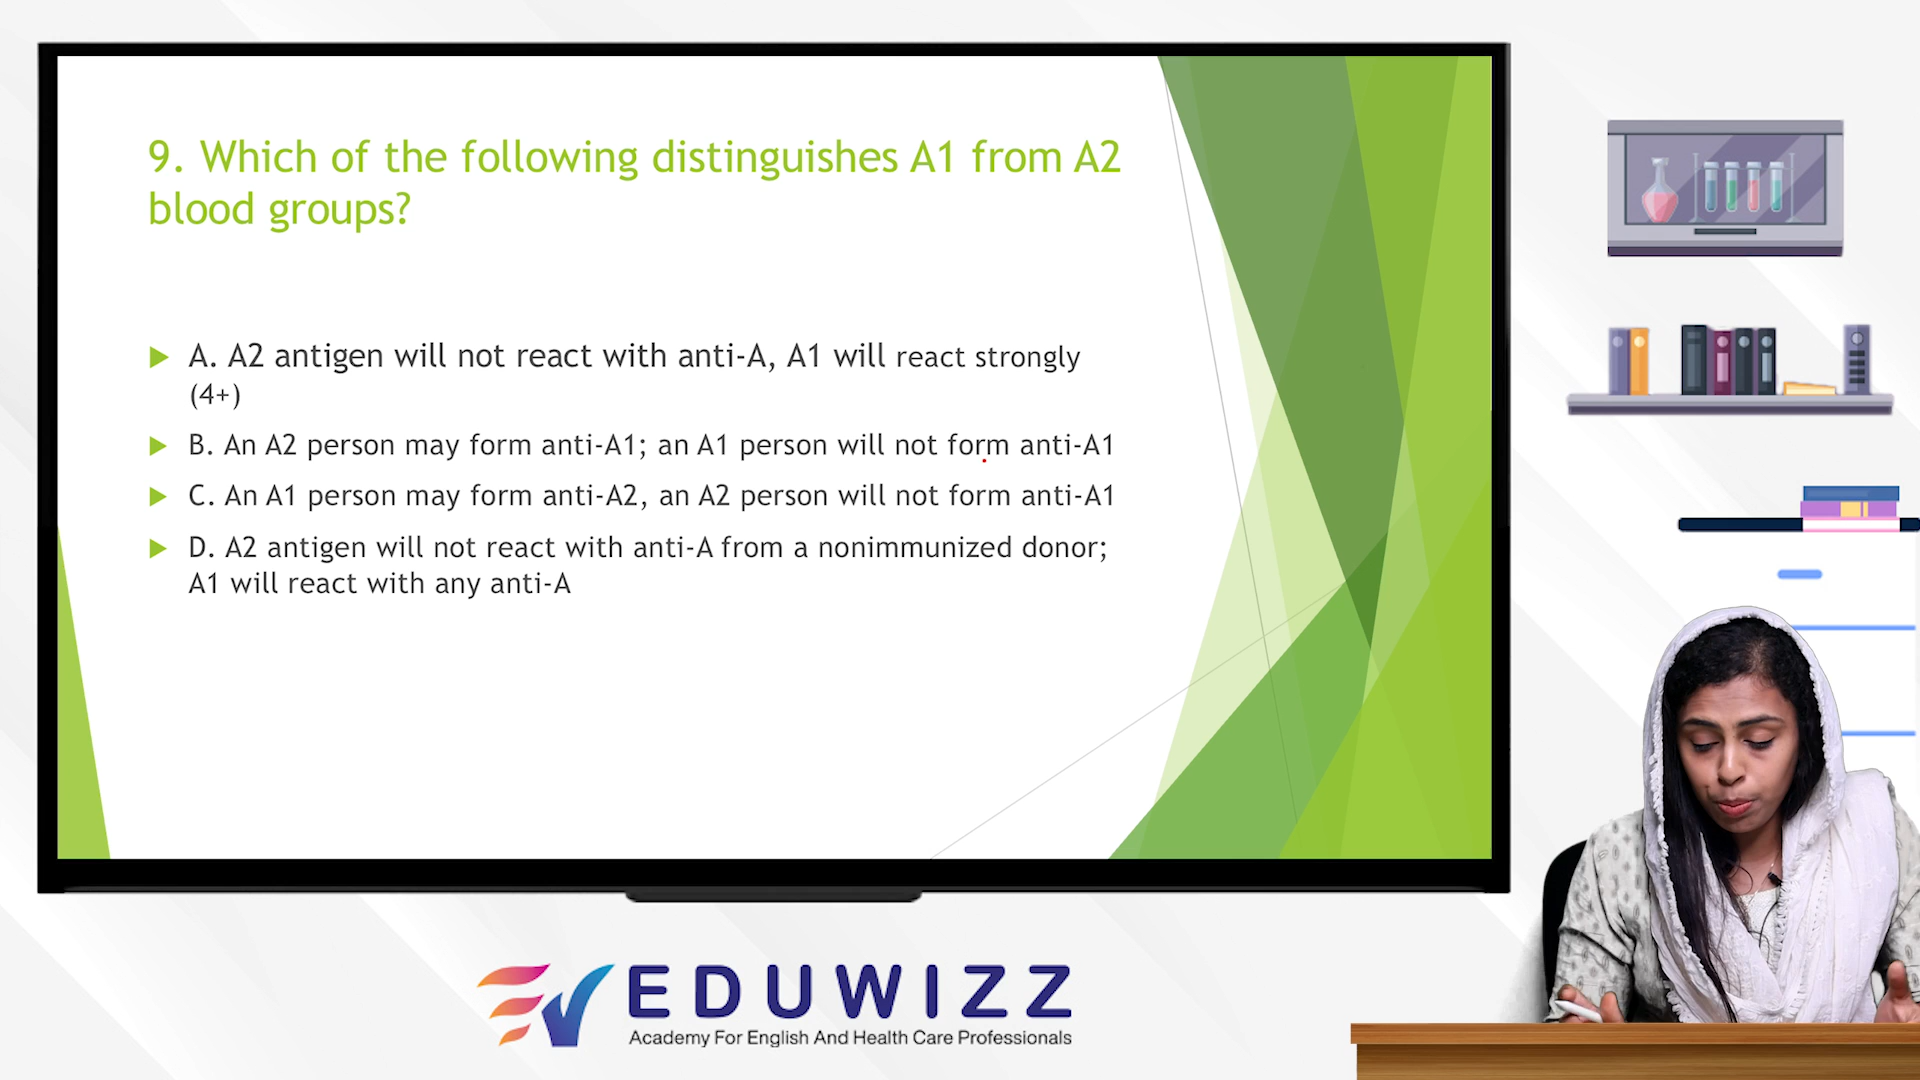 9. Which of the following distinguishes A1 from A2
blood groups?
A. A2 antigen will not react with anti-A, A1 will react strongly
(4+)
B. An A2 person may form anti-A1; an A1 person will not form anti-A1
C. An A1 person may form anti-A2, an A2 person will not form anti-A1
D. A2 antigen will not react with anti-A from a nonimmunized donor;
A1 will react with any anti-A
EDUWIZZ
Academy For English And Health Care Professionals